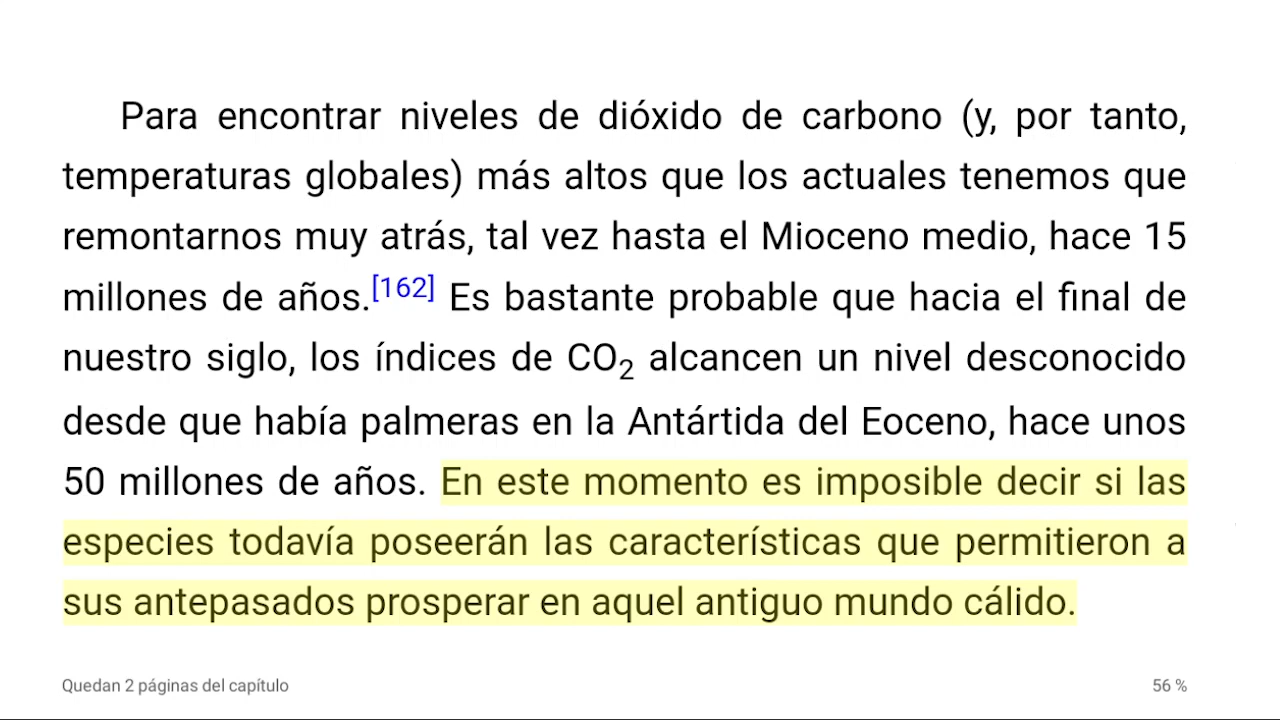 Para encontrar niveles de dióxido de carbono (y, por tanto,
temperaturas globales) más altos que los actuales tenemos que
remontarnos muy atrás, tal vez hasta el Mioceno medio, hace 15
millones de años.[162] Es bastante probable que hacia el final de
nuestro siglo, los índices de CO2 alcancen un nivel desconocido
desde que había palmeras en la Antártida del Eoceno, hace unos
50 millones de años. En este momento es imposible decir si las
especies todavía poseerán las características que permitieron a
sus antepasados prosperar en aquel antiguo mundo cálido.
Quedan 2 páginas del capítulo 56 %